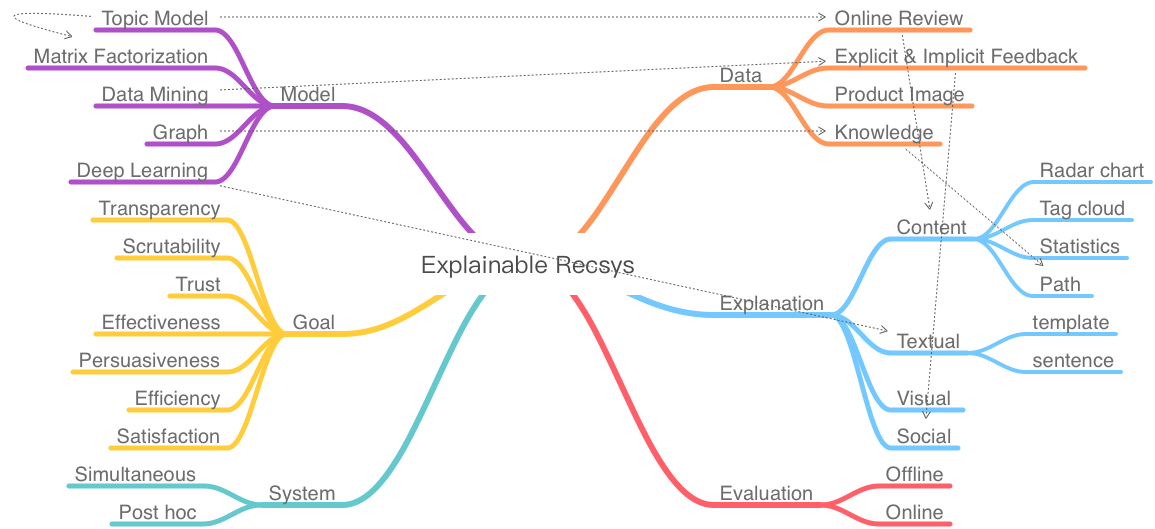 Explainable Recsys
Model
Topic Model
Matrix Factorization
Data Mining
Graph
Deep Learning
Goal
Transparency
Scrutability
Trust
Effectiveness
Persuasiveness
Efficiency
Satisfaction
System
Simultaneous
Post hoc
Data
Online Review
Explicit & Implicit Feedback
Product Image
Knowledge
Explanation
Content
Radar chart
Tag cloud
Statistics
Path
Textual
template
sentence
Visual
Social
Evaluation
Offline
Online